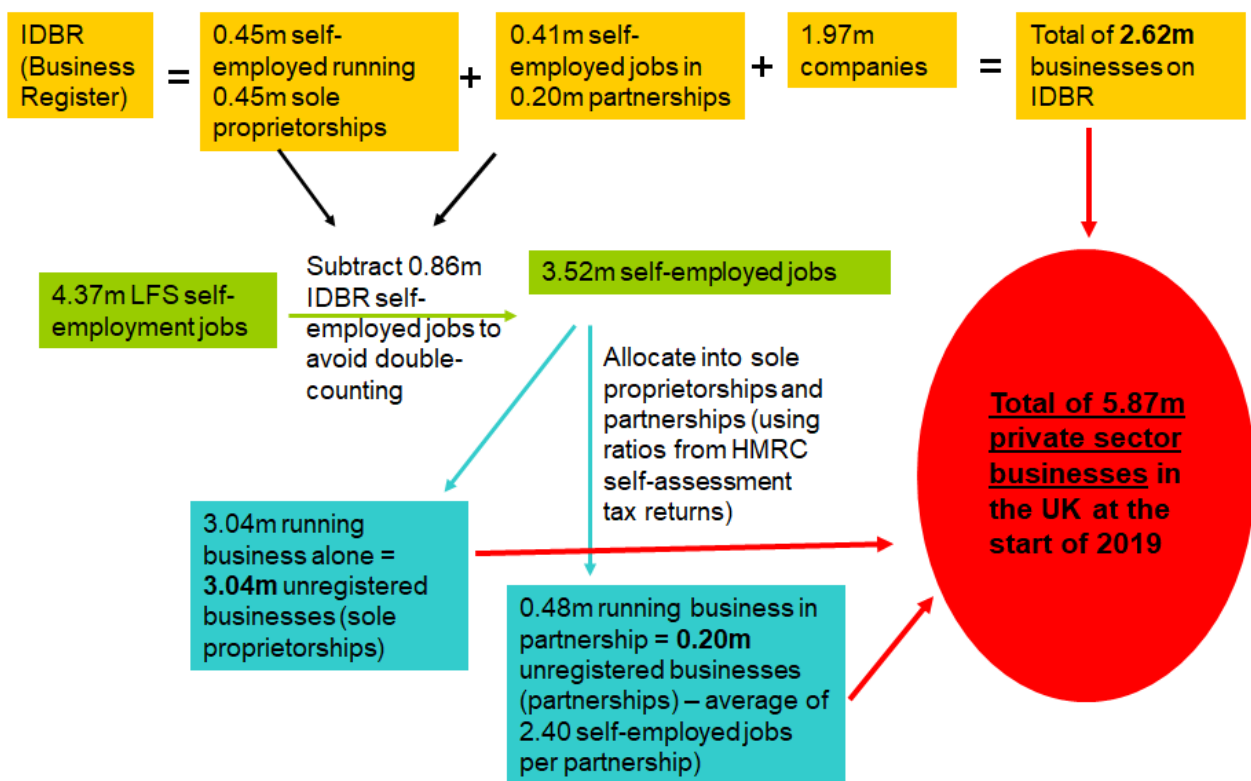 IDBR
(Business
Register)
=
0.45m self-
employed running
0.45m sole
proprietorships
+
0.41m self-
employed jobs in
0.20m partnerships
+
1.97m
companies
=
Total of 2.62m
businesses on
IDBR
4.37m LFS self-
employment jobs
Subtract 0.86m
IDBR self-
employed jobs to
avoid double-
counting
3.52m self-employed jobs
Allocate into sole
proprietorships and
partnerships (using
ratios from HMRC
self-assessment
tax returns)
3.04m running
business alone =
3.04m unregistered
businesses (sole
proprietorships)
0.48m running business in
partnership = 0.20m
unregistered businesses
(partnerships) – average of
2.40 self-employed jobs
per partnership)
Total of 5.87m
private sector
businesses in
the UK at the
start of 2019